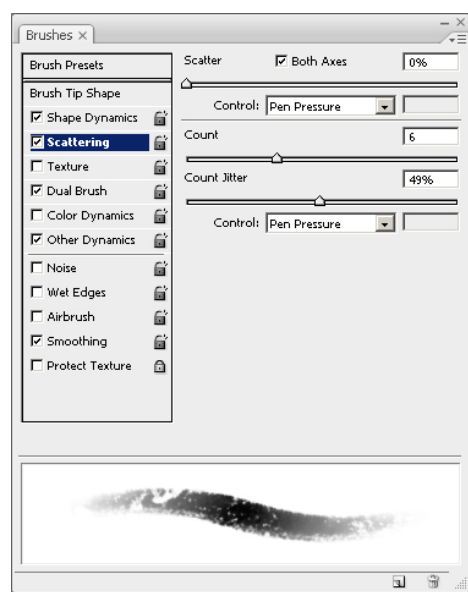 Brushes ×
Brush Presets
Brush Tip Shape
Shape Dynamics
Scattering
Texture
Dual Brush
Color Dynamics
Other Dynamics
Noise
Wet Edges
Airbrush
Smoothing
Protect Texture
Scatter Both Axes 0%
Control: Pen Pressure
Count 6
Count Jitter 49%
Control: Pen Pressure